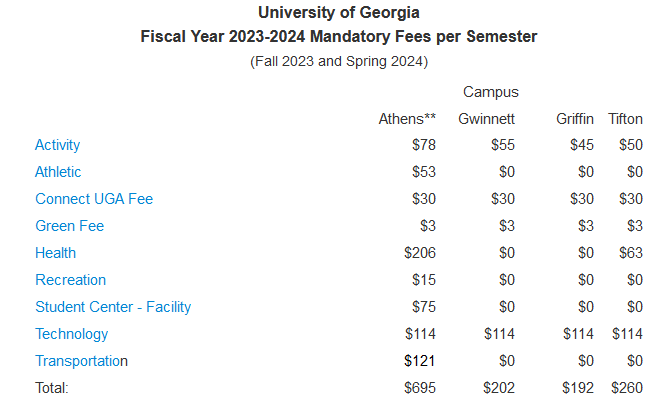 University of Georgia
Fiscal Year 2023-2024 Mandatory Fees per Semester
(Fall 2023 and Spring 2024)
Campus
Athens** Gwinnett Griffin Tifton
Activity $78 $55 $45 $50
Athletic $53 $0 $0 $0
Connect UGA Fee $30 $30 $30 $30
Green Fee $3 $3 $3 $3
Health $206 $0 $0 $63
Recreation $15 $0 $0 $0
Student Center - Facility $75 $0 $0 $0
Technology $114 $114 $114 $114
Transportation $121 $0 $0 $0
Total: $695 $202 $192 $260